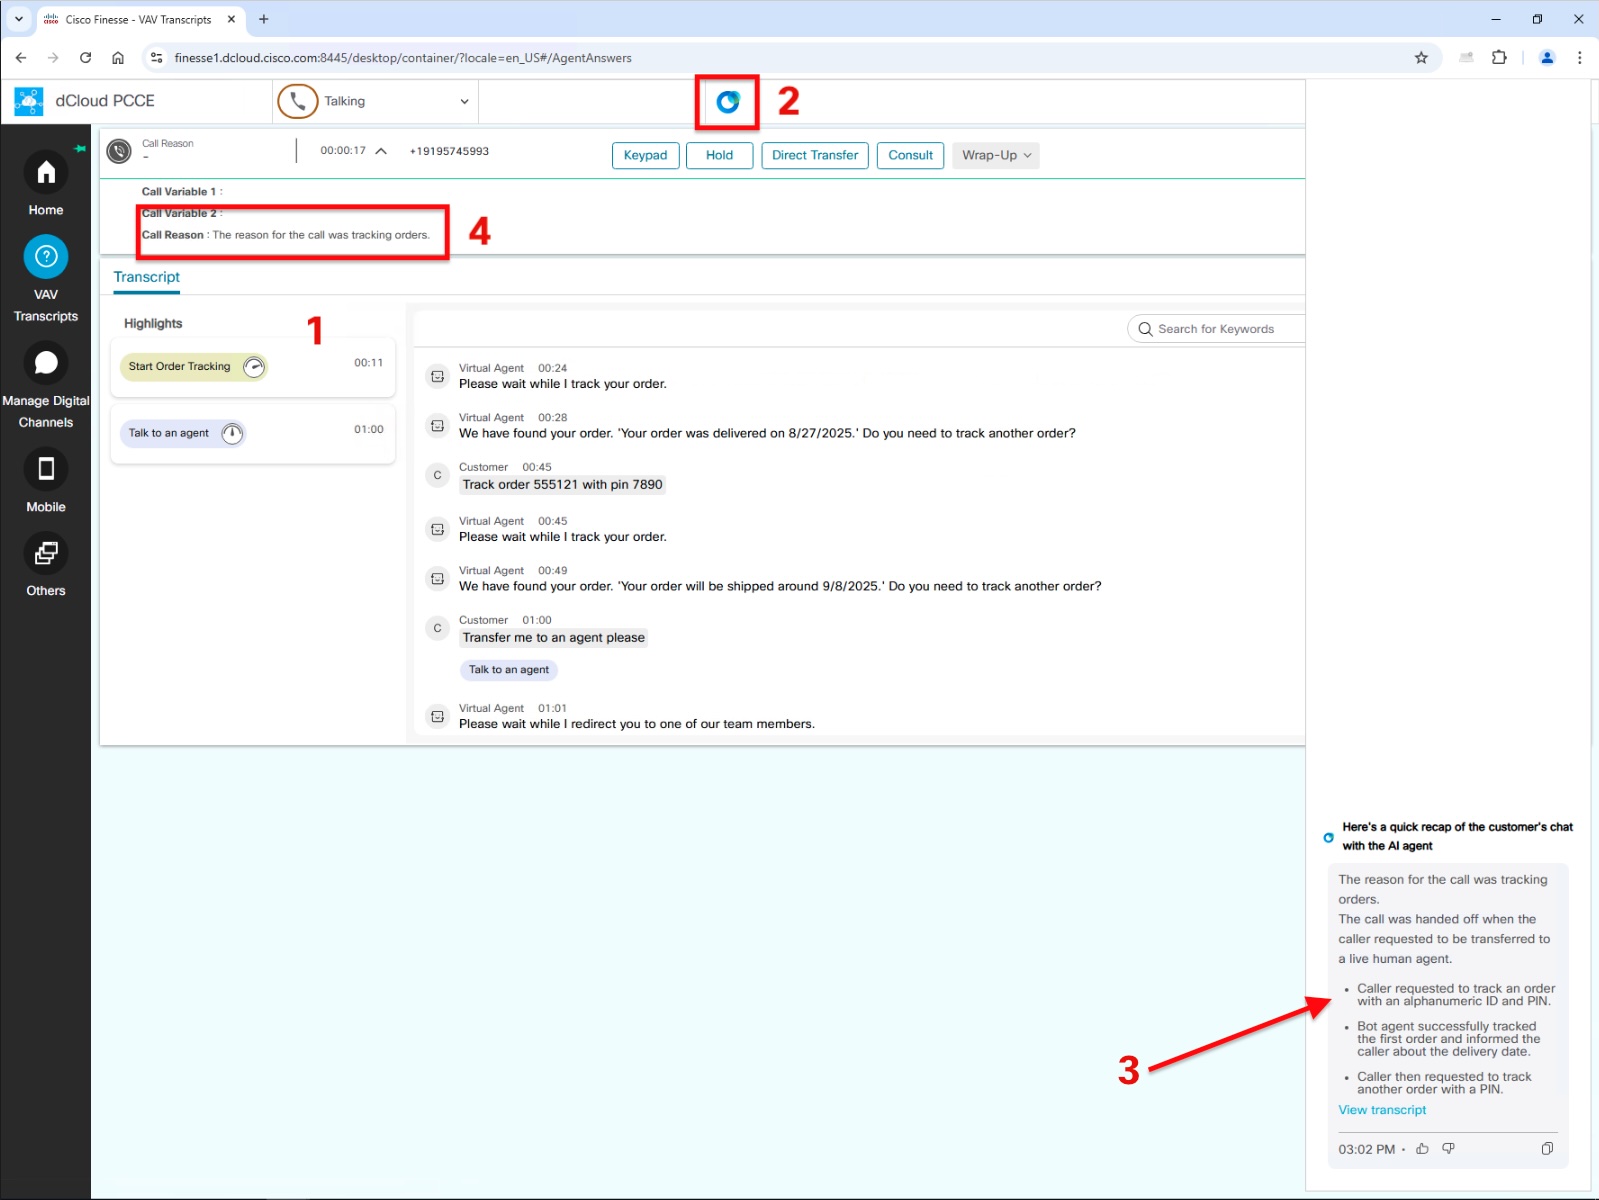 Cisco Finesse - VAV Transcripts
finesse1.dcloud.cisco.com:8445/desktop/container/?locale=en_US#/AgentAnswers
dCloud PCCE
Talking
2
Call Reason
-
00:00:17
+19195745993
Keypad
Hold
Direct Transfer
Consult
Wrap-Up
Call Variable 1 :
Call Variable 2 :
Call Reason : The reason for the call was tracking orders.
4
Home
VAV
Transcripts
Manage Digital
Channels
Mobile
Others
Transcript
Highlights
1
Start Order Tracking
00:11
Talk to an agent
01:00
Search for Keywords
Virtual Agent 00:24
Please wait while I track your order.
Virtual Agent 00:28
We have found your order. 'Your order was delivered on 8/27/2025.' Do you need to track another order?
C
Customer 00:45
Track order 555121 with pin 7890
Virtual Agent 00:45
Please wait while I track your order.
Virtual Agent 00:49
We have found your order. 'Your order will be shipped around 9/8/2025.' Do you need to track another order?
C
Customer 01:00
Transfer me to an agent please
Talk to an agent
Virtual Agent 01:01
Please wait while I redirect you to one of our team members.
Here's a quick recap of the customer's chat
with the AI agent
The reason for the call was tracking
orders.
The call was handed off when the
caller requested to be transferred to
a live human agent.
• Caller requested to track an order
with an alphanumeric ID and PIN.
• Bot agent successfully tracked
the first order and informed the
caller about the delivery date.
• Caller then requested to track
another order with a PIN.
View transcript
03:02 PM •
3